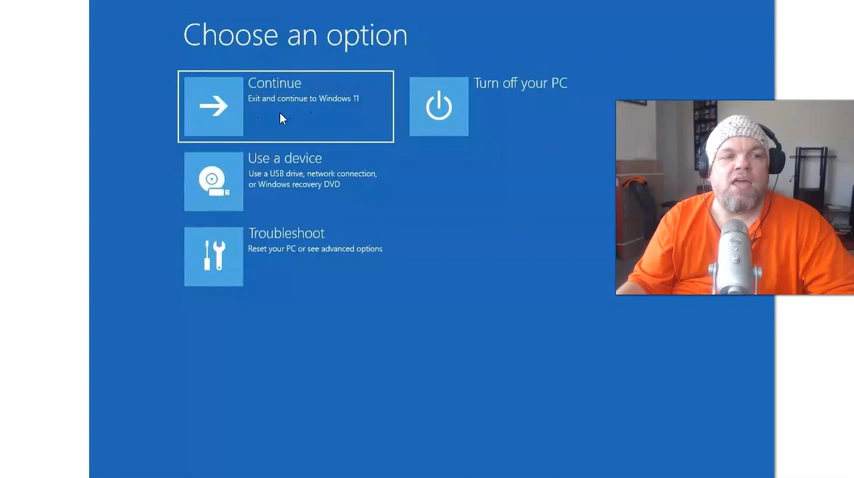 Choose an option
Continue
Exit and continue to Windows 11
Turn off your PC
Use a device
Use a USB drive, network connection,
or Windows recovery DVD
Troubleshoot
Reset your PC or see advanced options